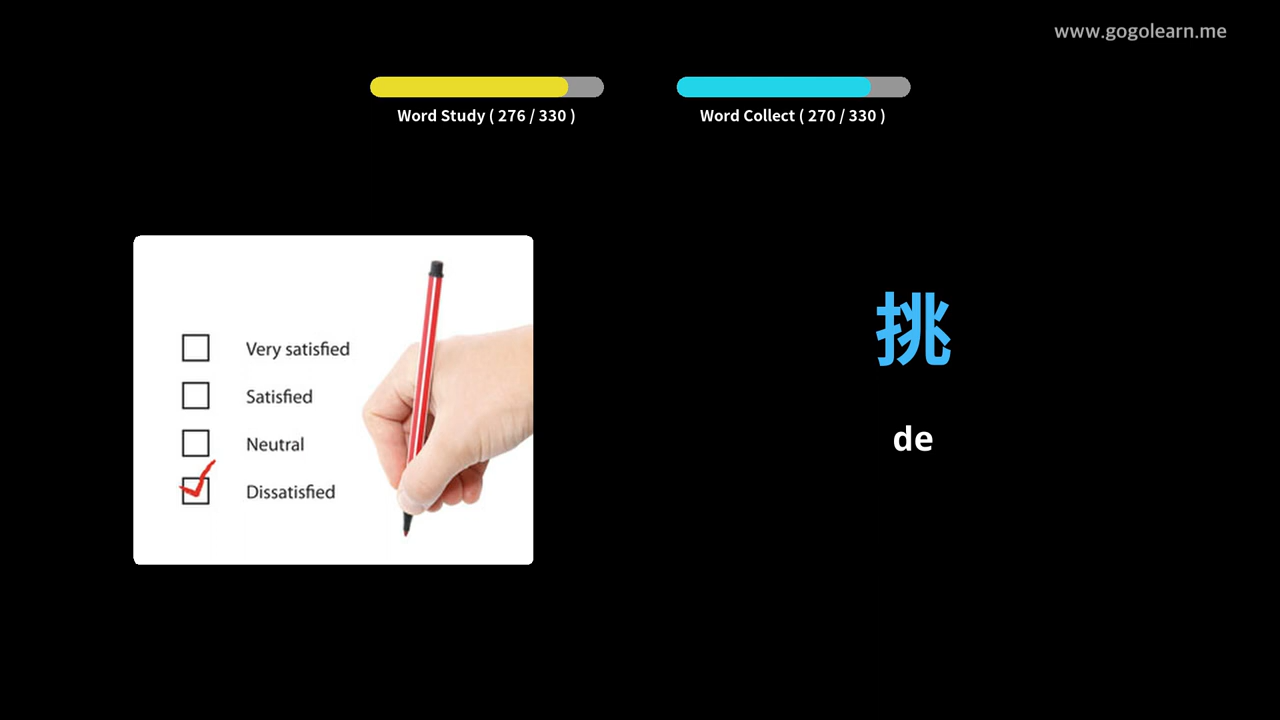 www.gogolearn.me
Word Study ( 276 / 330 )
Word Collect ( 270 / 330 )
Very satisfied
Satisfied
Neutral
Dissatisfied
挑
de